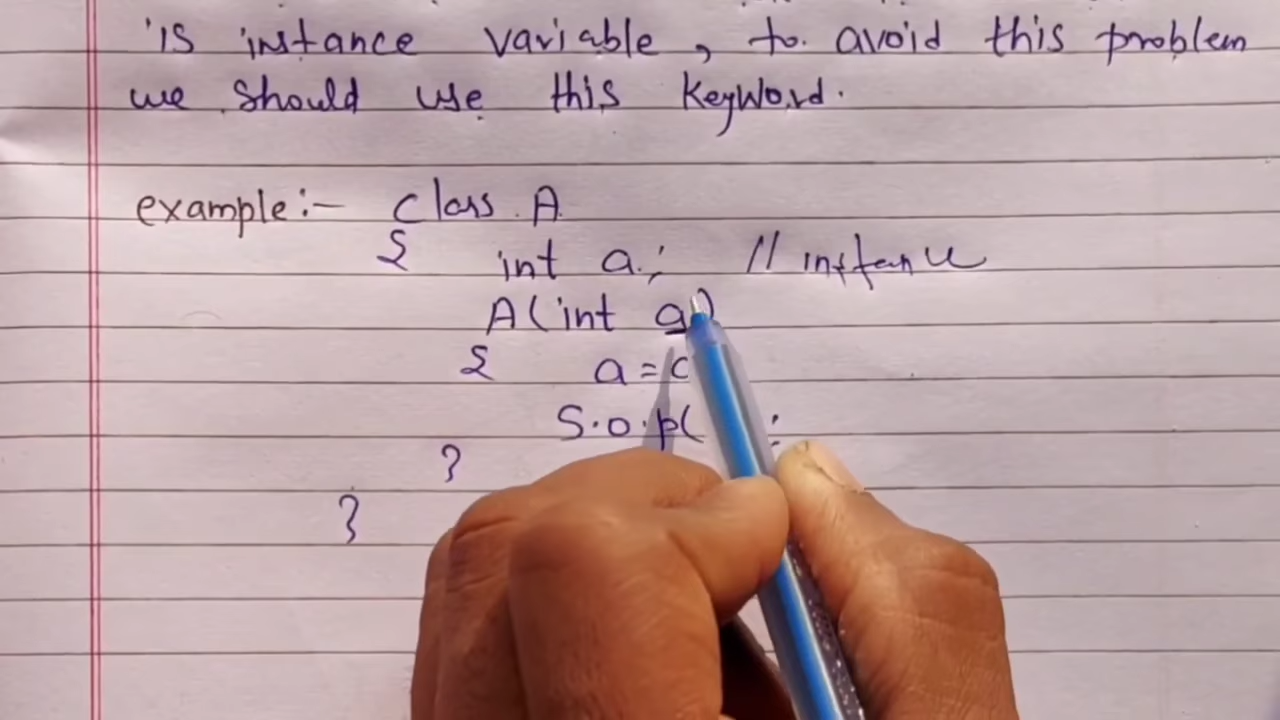 is instance variable, to avoid this problem
we should use this keyword.
example:- class A
{ int a; // instance
A(int a)
{ a =
S.o.p( ;
}
}